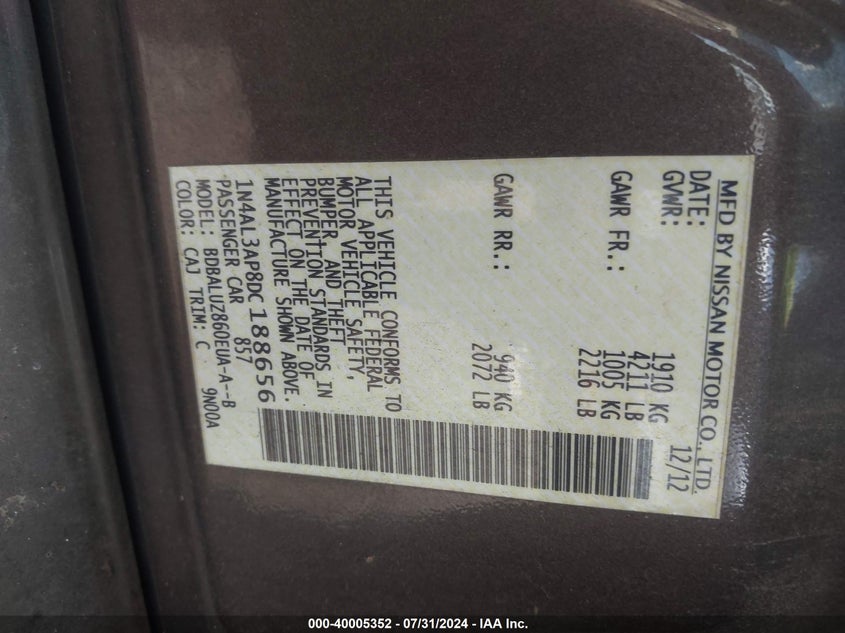 MFD BY NISSAN MOTOR CO., LTD.
DATE: 12/12
GVWR: 1910 KG
4211 LB
GAWR FR.: 1005 KG
2216 LB
GAWR RR.: 940 KG
2072 LB
THIS VEHICLE CONFORMS TO
ALL APPLICABLE FEDERAL
MOTOR VEHICLE SAFETY,
BUMPER, AND THEFT
PREVENTION STANDARDS IN
EFFECT ON THE DATE OF
MANUFACTURE SHOWN ABOVE.
1N4AL3AP8DC188656
PASSENGER CAR 857
MODEL: BDBALUZ860EUA-A--B
COLOR: CAJ TRIM: C 9N00A
000-40005352 - 07/31/2024 - IAA Inc.